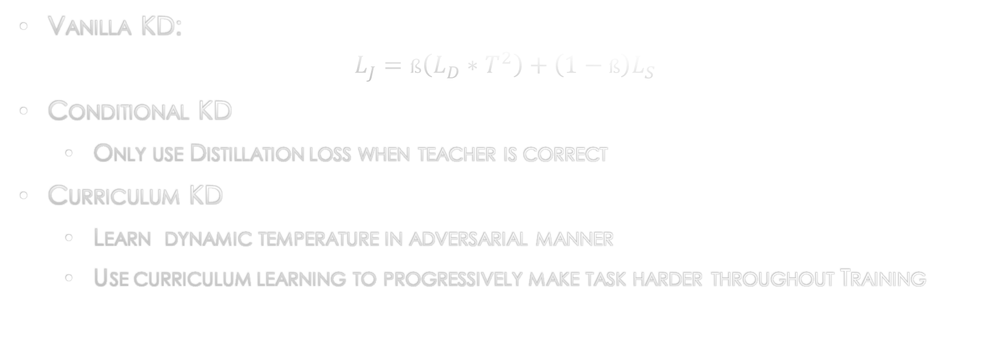 • Vanilla KD:
L_J = ß(L_D * T^2) + (1 − ß)L_S
• Conditional KD
• Only use Distillation loss when teacher is correct
• Curriculum KD
• Learn dynamic temperature in adversarial manner
• Use curriculum learning to progressively make task harder throughout Training